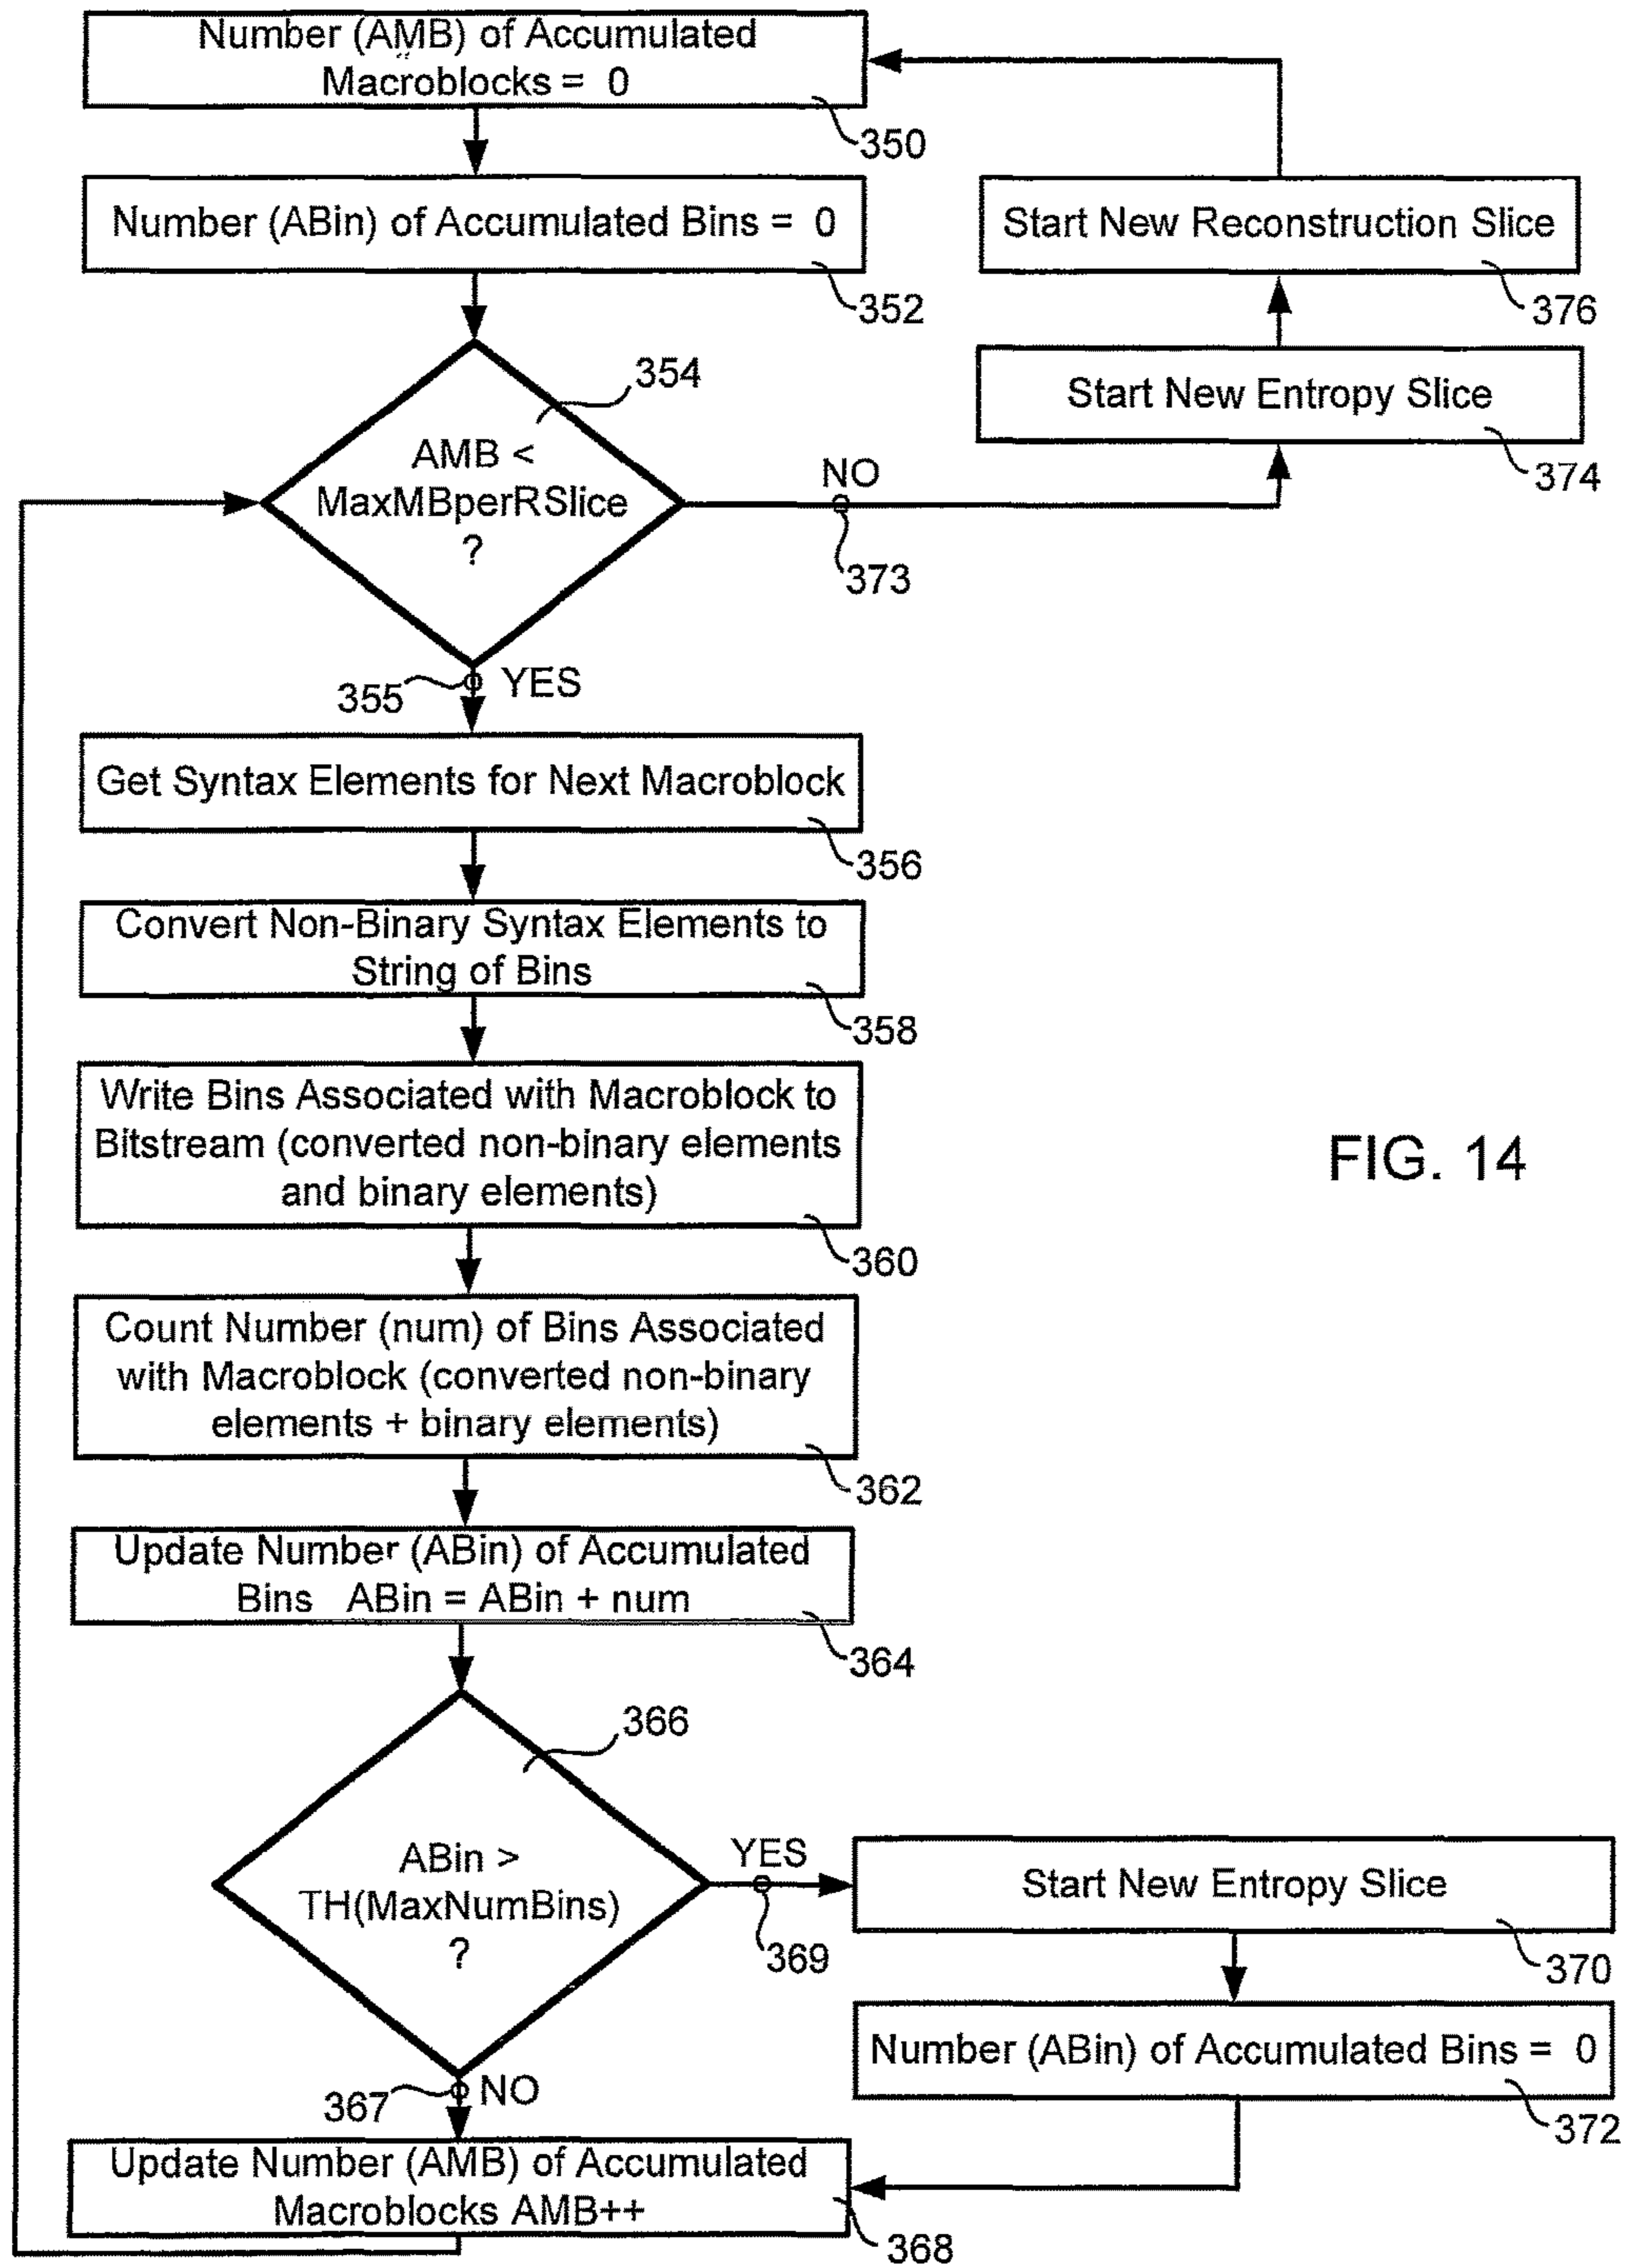 Number (AMB) of Accumulated
Macroblocks = 0
350
Number (ABin) of Accumulated Bins = 0
352
Start New Reconstruction Slice
376
Start New Entropy Slice
374
354
AMB <
MaxMBperRSlice
?
NO
373
355
YES
Get Syntax Elements for Next Macroblock
356
Convert Non-Binary Syntax Elements to
String of Bins
358
Write Bins Associated with Macroblock to
Bitstream (converted non-binary elements
and binary elements)
360
FIG. 14
Count Number (num) of Bins Associated
with Macroblock (converted non-binary
elements + binary elements)
362
Update Number (ABin) of Accumulated
Bins ABin = ABin + num
364
366
ABin >
TH(MaxNumBins)
?
YES
369
Start New Entropy Slice
370
Number (ABin) of Accumulated Bins = 0
372
367
NO
Update Number (AMB) of Accumulated
Macroblocks AMB++
368